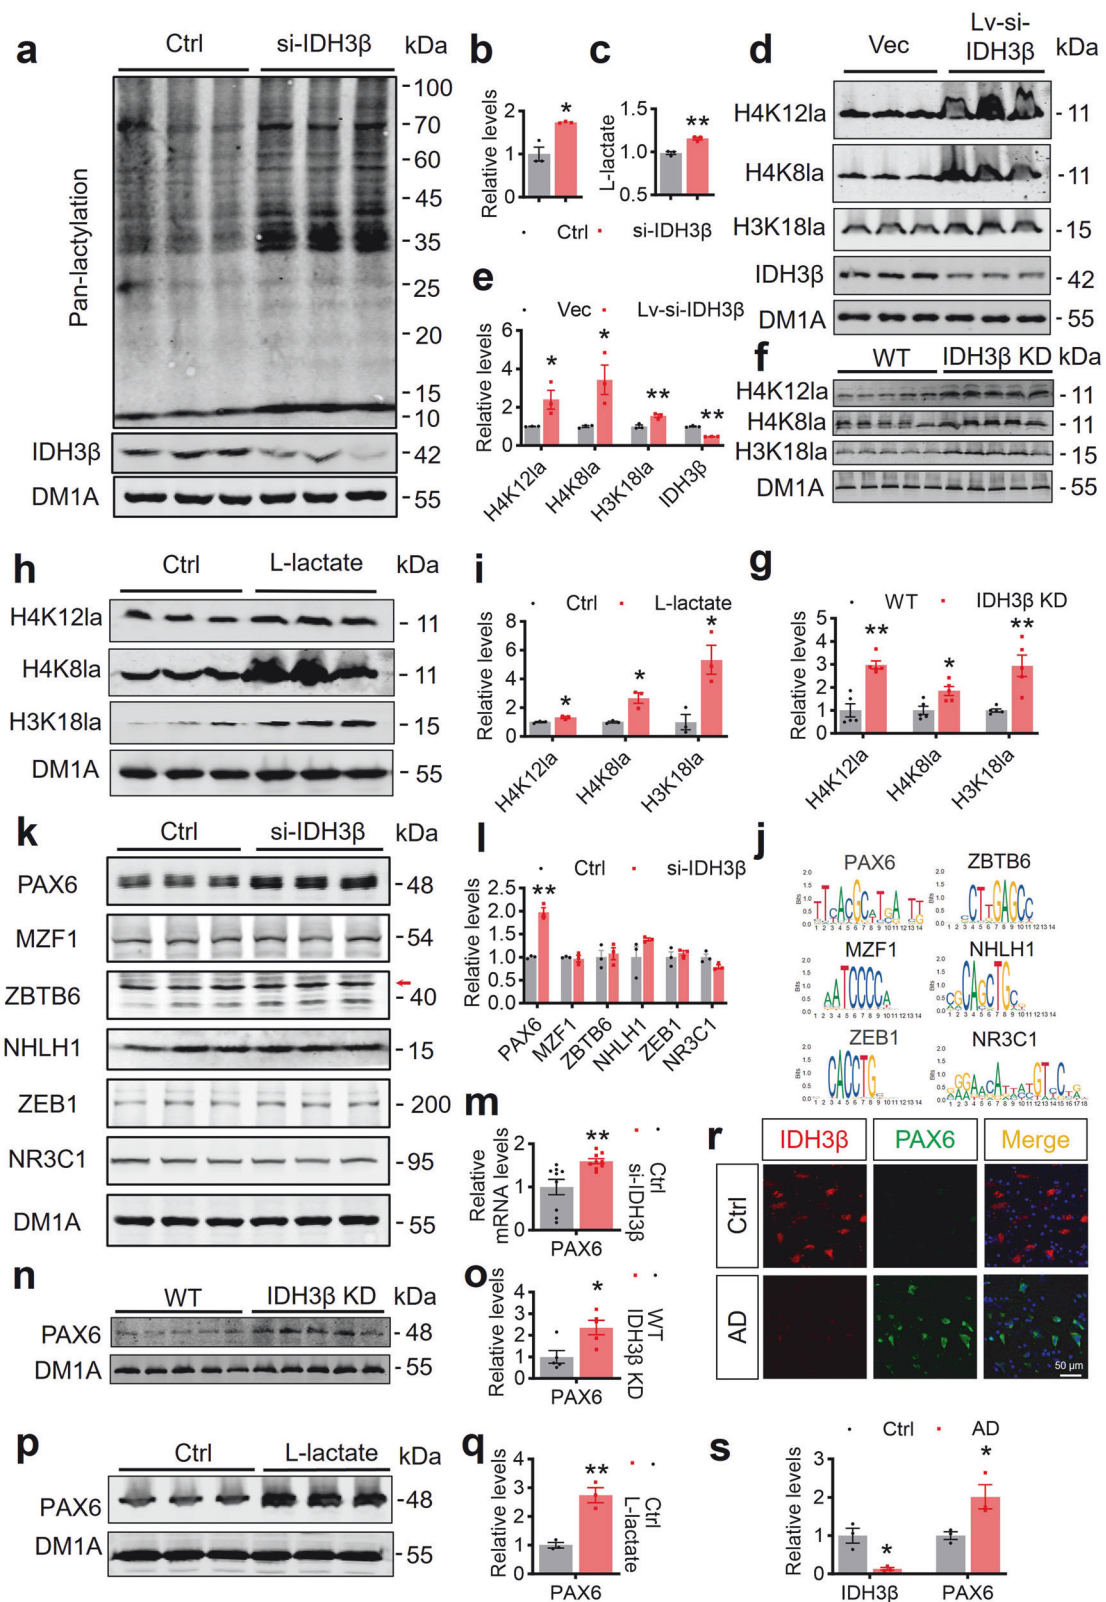 a
Ctrl si-IDH3β kDa
Pan-lactylation
100
70
60
45
35
25
20
15
10
IDH3β 42
DM1A 55
b
Relative levels
2
1
0
*
c
L-lactate
1.5
1.0
0.5
**
Ctrl si-IDH3β
d
Vec Lv-si-IDH3β kDa
H4K12la - 11
H4K8la - 11
H3K18la - 15
IDH3β - 42
DM1A - 55
e
Vec Lv-si-IDH3β
Relative levels
6
4
2
0
* * ** **
H4K12la H4K8la H3K18la IDH3β
f
WT IDH3β KD kDa
H4K12la - 11
H4K8la - 11
H3K18la - 15
DM1A - 55
h
Ctrl L-lactate kDa
H4K12la - 11
H4K8la - 11
H3K18la - 15
DM1A - 55
i
Ctrl L-lactate
Relative levels
8
6
4
2
0
* * *
H4K12la H4K8la H3K18la
g
WT IDH3β KD
Relative levels
5
4
3
2
1
0
** * **
H4K12la H4K8la H3K18la
k
Ctrl si-IDH3β kDa
PAX6 -48
MZF1 - 54
ZBTB6 - 40
NHLH1 -15
ZEB1 - 200
NR3C1 -95
DM1A - 55
l
Ctrl si-IDH3β
Relative levels
2.5
2.0
1.5
1.0
0.5
0.0
**
PAX6 MZF1 ZBTB6 NHLH1 ZEB1 NR3C1
j
PAX6 ZBTB6
MZF1 NHLH1
ZEB1 NR3C1
m
Relative mRNA levels
2
1
0
**
PAX6
Ctrl
si-IDH3β
n
WT IDH3β KD kDa
PAX6 - 48
DM1A - 55
o
Relative levels
4
3
2
1
0
*
PAX6
WT
IDH3β KD
r
IDH3β PAX6 Merge
Ctrl
AD
50 μm
p
Ctrl L-lactate kDa
PAX6 -48
DM1A - 55
q
Relative levels
4
3
2
1
0
**
PAX6
Ctrl
L-lactate
s
Ctrl AD
Relative levels
3
2
1
0
* *
IDH3β PAX6